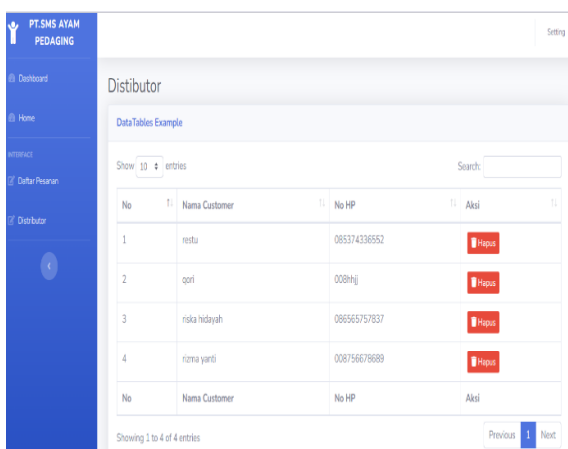 PT.SMS AYAM
PEDAGING
Setting
Dashboard
Home
INTERFACE
Daftar Pesanan
Distributor
Distibutor
DataTables Example
Show 10 entries
Search:
No Nama Customer No HP Aksi
1 restu 085374336552 Hapus
2 qori 008hhjj Hapus
3 riska hidayah 086565757837 Hapus
4 rizma yanti 008756678689 Hapus
No Nama Customer No HP Aksi
Showing 1 to 4 of 4 entries
Previous 1 Next